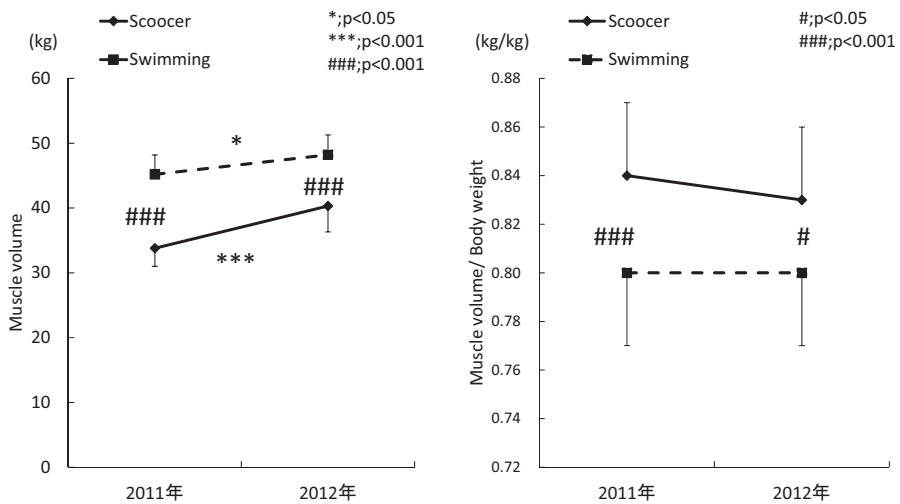 Scoocer
Swimming
*;p<0.05
***;p<0.001
###;p<0.001
(kg)
60
50
40
30
20
10
0
Muscle volume
*
###
###
***
2011年
2012年
Scoocer
Swimming
#;p<0.05
###;p<0.001
(kg/kg)
0.88
0.86
0.84
0.82
0.80
0.78
0.76
0.74
0.72
Muscle volume/ Body weight
###
#
2011年
2012年